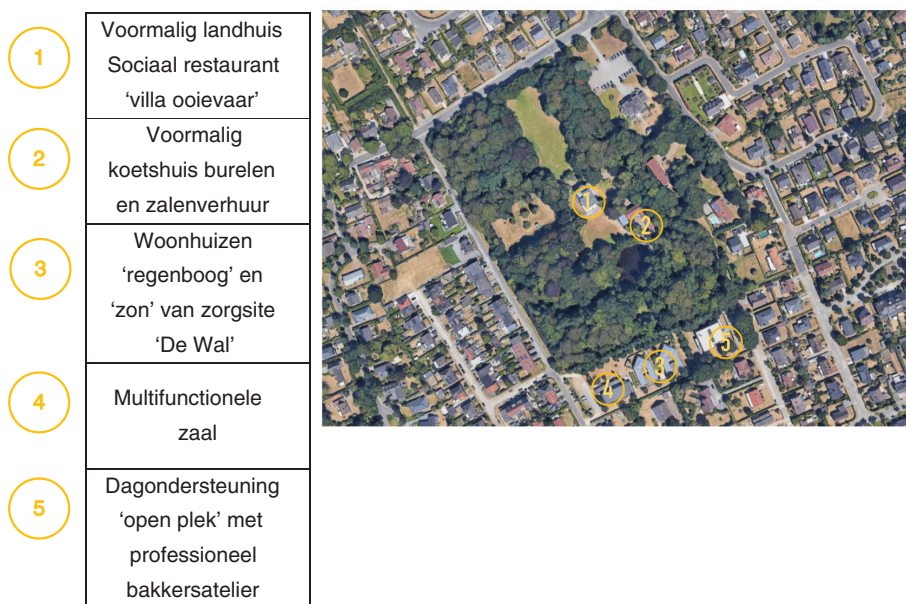 1
Voormalig landhuis
Sociaal restaurant
‘villa ooievaar’
2
Voormalig
koetshuis burelen
en zalenverhuur
3
Woonhuizen
‘regenboog’ en
‘zon’ van zorgsite
‘De Wal’
4
Multifunctionele
zaal
5
Dagondersteuning
‘open plek’ met
professioneel
bakkersatelier
1
2
3
4
5